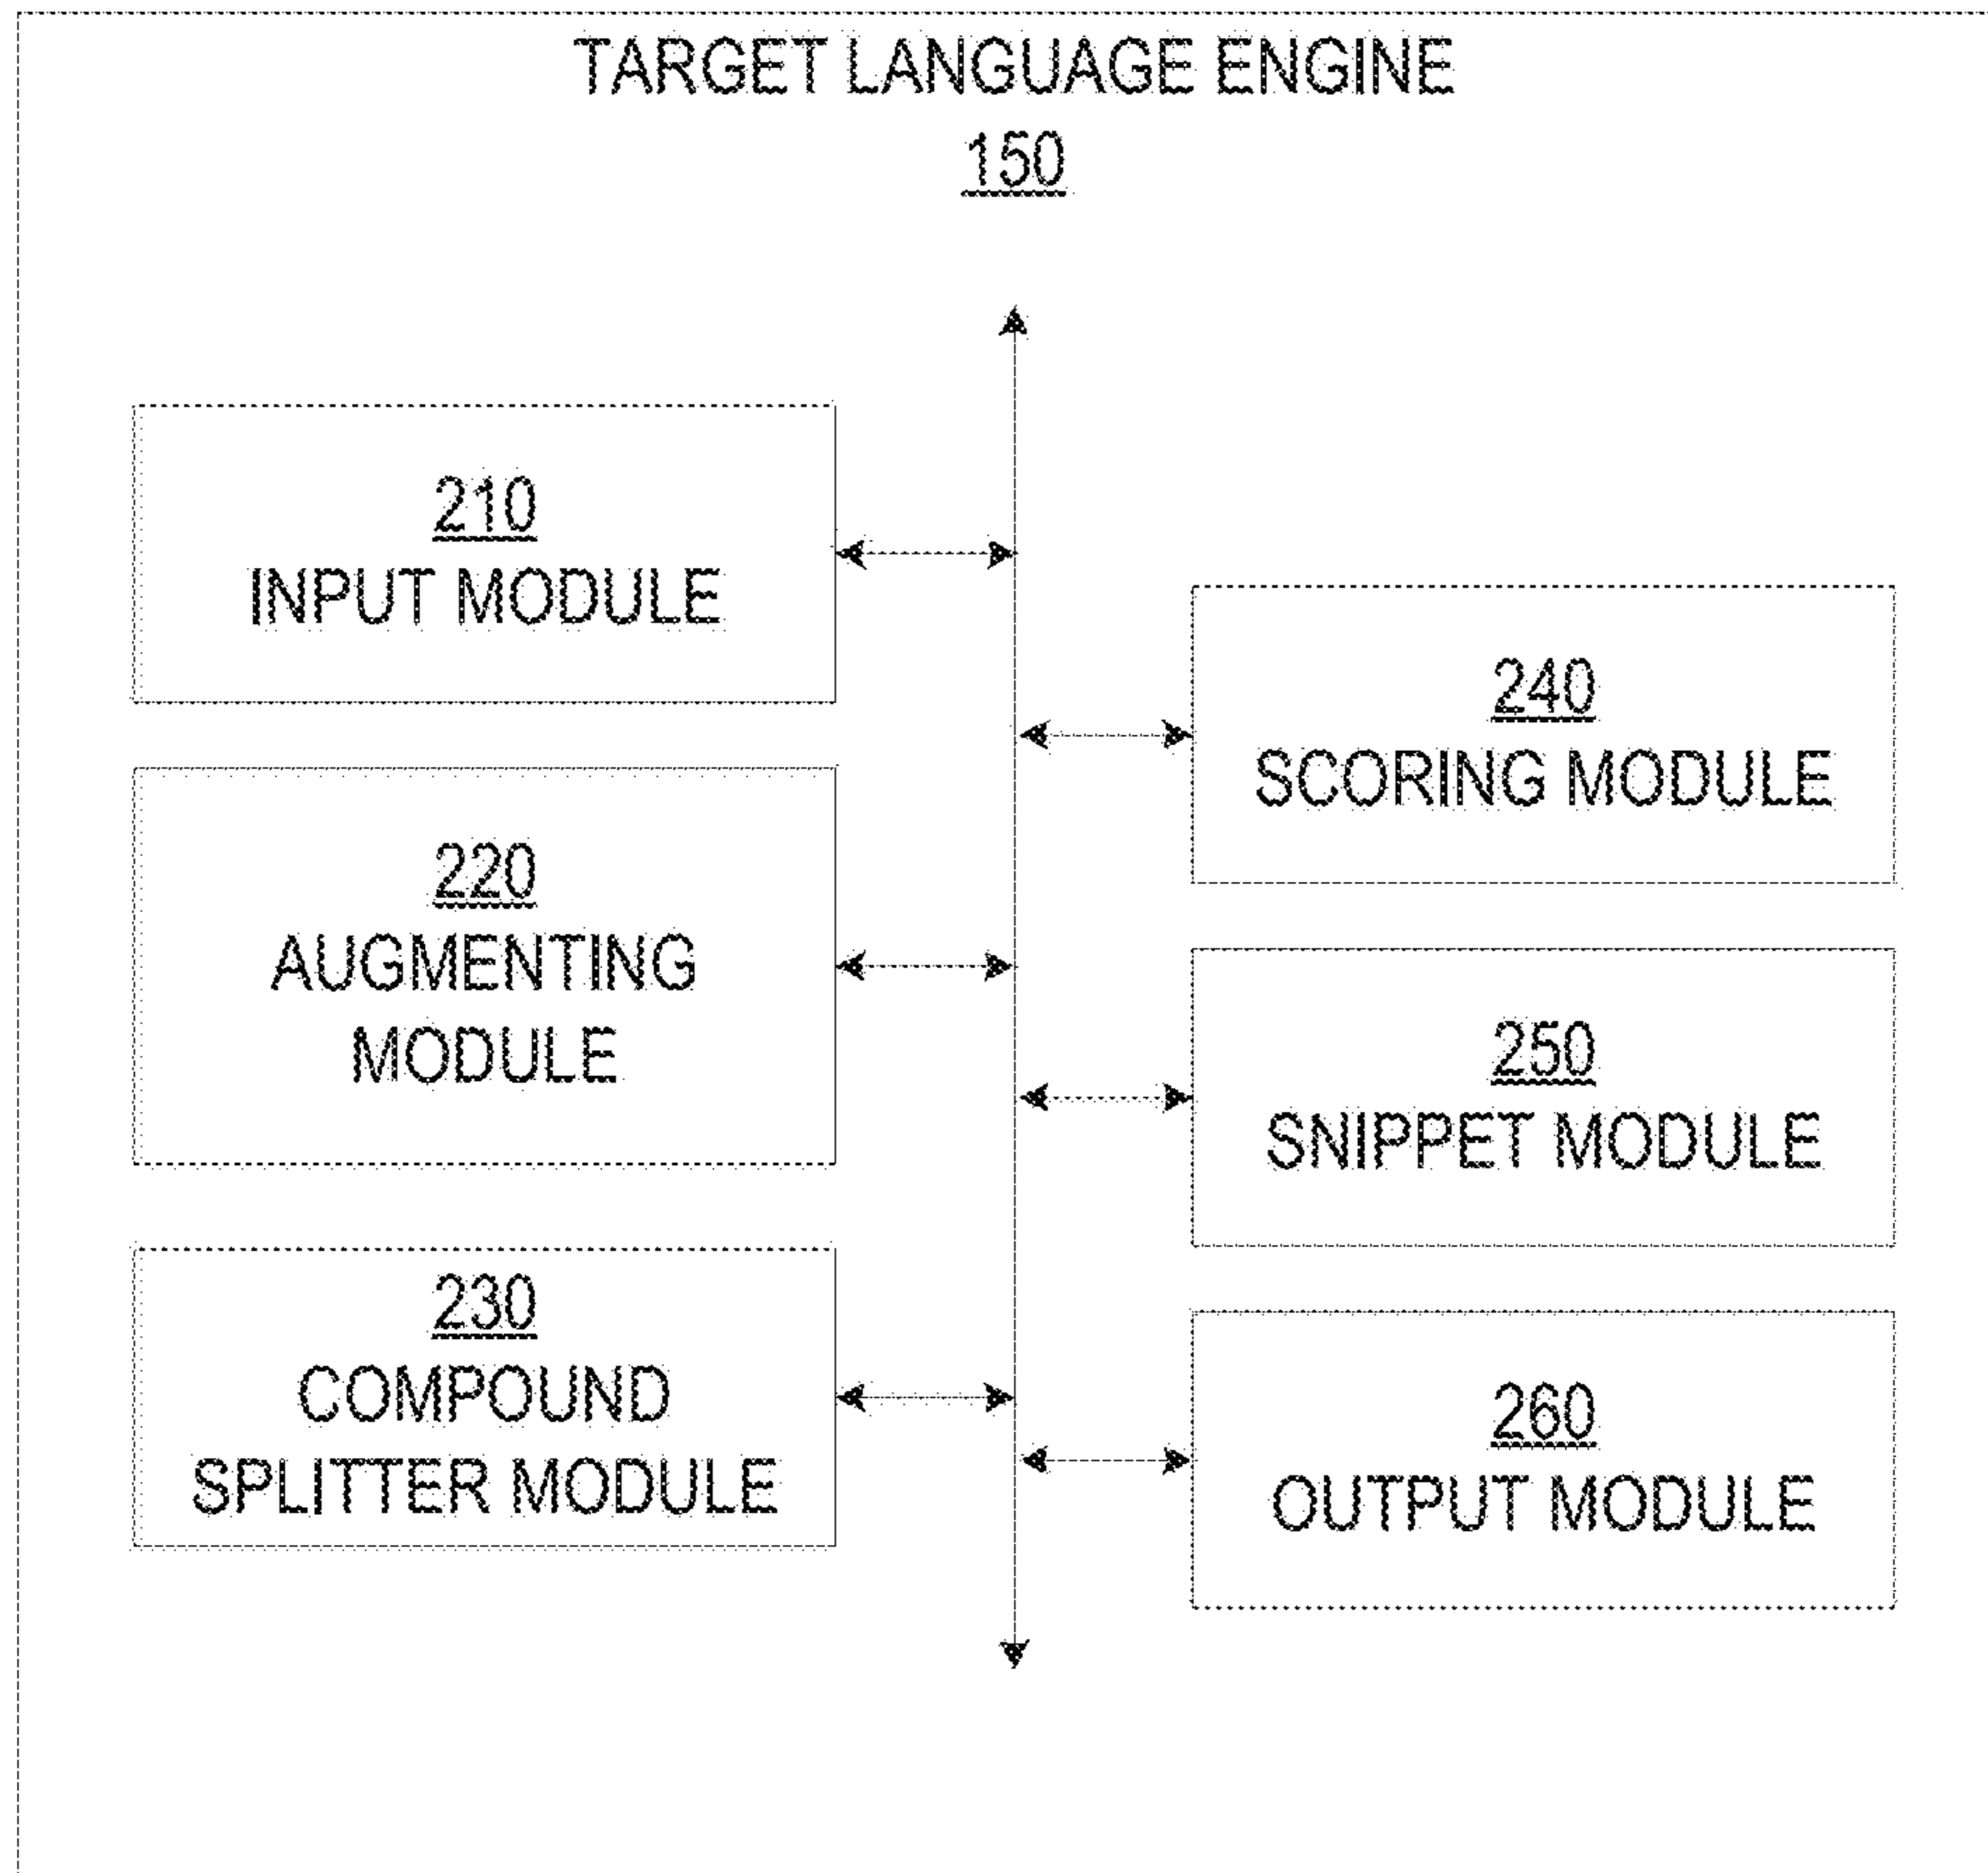 TARGET LANGUAGE ENGINE
150
210
INPUT MODULE
220
AUGMENTING
MODULE
230
COMPOUND
SPLITTER MODULE
240
SCORING MODULE
250
SNIPPET MODULE
260
OUTPUT MODULE